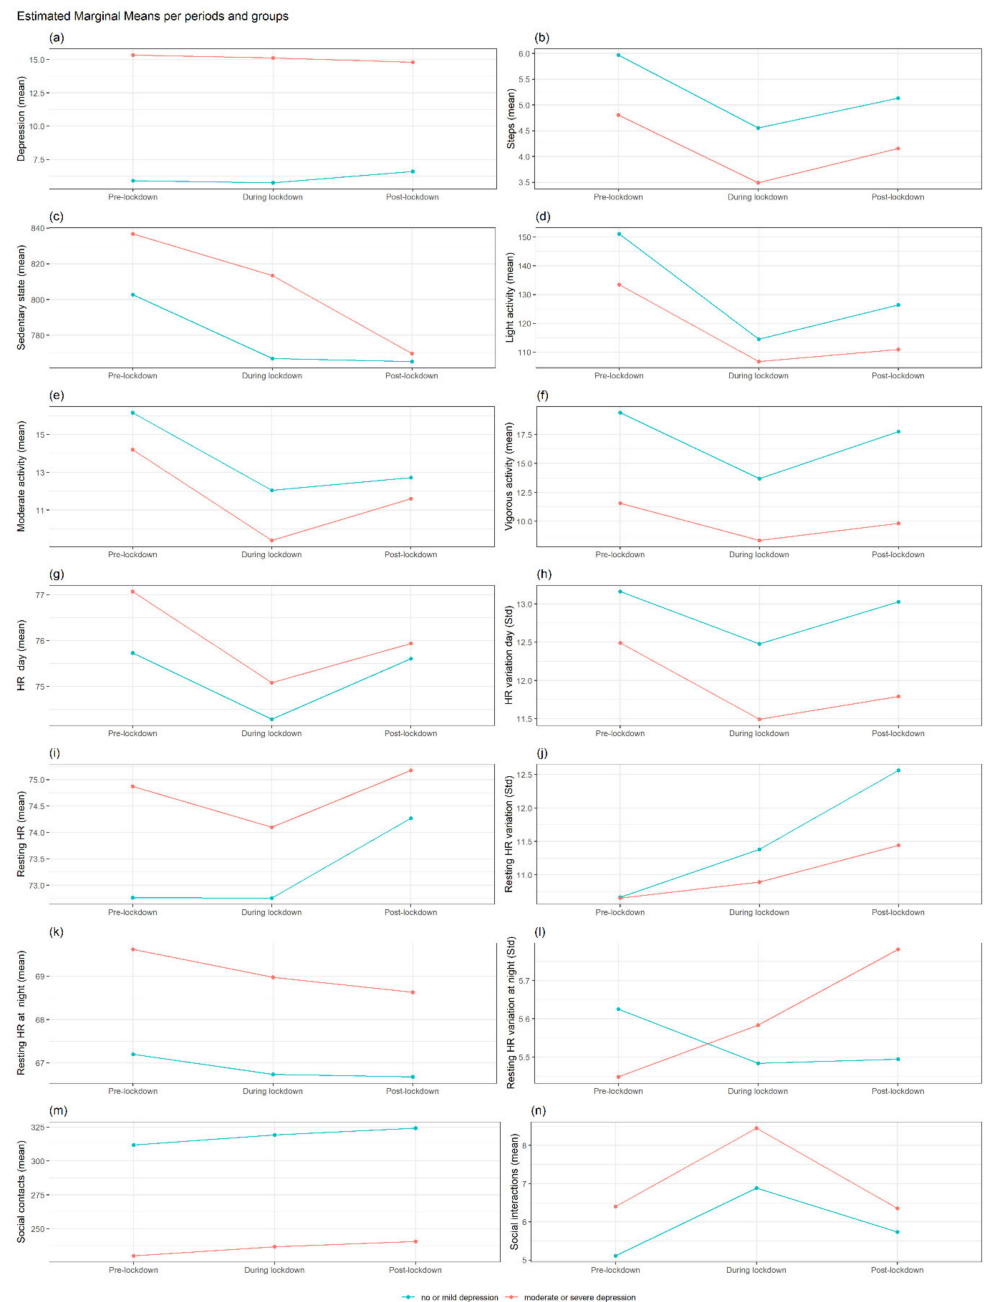 Estimated Marginal Means per periods and groups
(a)
Depression (mean)
15.0
12.5
10.0
7.5
Pre-lockdown During lockdown Post-lockdown
(b)
Steps (mean)
6.0
5.5
5.0
4.5
4.0
3.5
Pre-lockdown During lockdown Post-lockdown
(c)
Sedentary state (mean)
840
820
800
780
Pre-lockdown During lockdown Post-lockdown
(d)
Light activity (mean)
150
140
130
120
110
Pre-lockdown During lockdown Post-lockdown
(e)
Moderate activity (mean)
15
13
11
Pre-lockdown During lockdown Post-lockdown
(f)
Vigorous activity (mean)
17.5
15.0
12.5
10.0
Pre-lockdown During lockdown Post-lockdown
(g)
HR day (mean)
77
76
75
Pre-lockdown During lockdown Post-lockdown
(h)
HR variation day (Std)
13.0
12.5
12.0
11.5
Pre-lockdown During lockdown Post-lockdown
(i)
Resting HR (mean)
75.0
74.5
74.0
73.5
73.0
Pre-lockdown During lockdown Post-lockdown
(j)
Resting HR variation (Std)
12.5
12.0
11.5
11.0
Pre-lockdown During lockdown Post-lockdown
(k)
Resting HR at night (mean)
69
68
67
Pre-lockdown During lockdown Post-lockdown
(l)
Resting HR variation at night (Std)
5.7
5.6
5.5
Pre-lockdown During lockdown Post-lockdown
(m)
Social contacts (mean)
325
300
275
250
Pre-lockdown During lockdown Post-lockdown
(n)
Social interactions (mean)
8
7
6
5
Pre-lockdown During lockdown Post-lockdown
no or mild depression moderate or severe depression